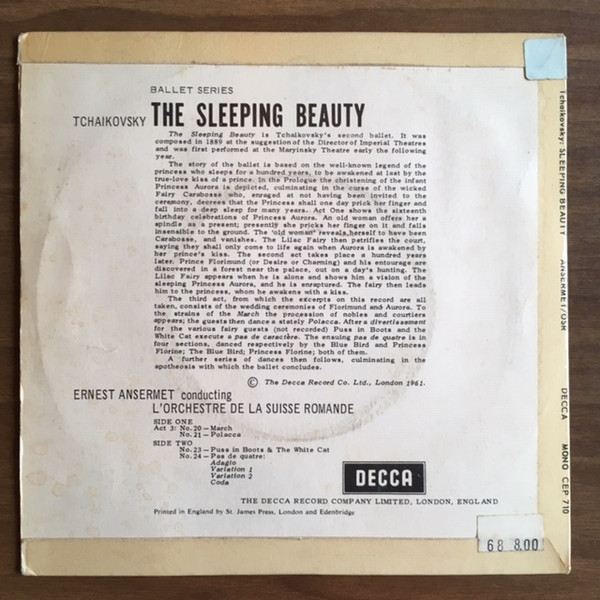 BALLET SERIES
TCHAIKOVSKY THE SLEEPING BEAUTY
The Sleeping Beauty is Tchaikovsky's second ballet. It was
composed in 1889 at the suggestion of the Director of Imperial Theatres
and was first performed at the Maryinsky Theatre early the following
year.
The story of the ballet is based on the well-known legend of the
princess who sleeps for a hundred years, to be awakened at last by the
true-love kiss of a prince. In the Prologue the christening of the infant
Princess Aurora is depicted, culminating in the curse of the wicked
Fairy Carabosse who, enraged at not having been invited to the
ceremony, decrees that the Princess shall one day prick her finger and
fall into a deep sleep for many years. Act One shows the sixteenth
birthday celebrations of Princess Aurora. An old woman offers her a
spindle as a present; presently she pricks her finger on it and falls
insensible to the ground. The 'old woman' reveals herself to have been
Carabosse, and vanishes. The Lilac Fairy then petrifies the court,
saying they shall only come to life again when Aurora is awakened by
her prince's kiss. The second act takes place a hundred years
later. Prince Florimund (or Desire or Charming) and his entourage are
discovered in a forest near the palace, out on a day's hunting. The
Lilac Fairy appears when he is alone and shows him a vision of the
sleeping Princess Aurora, and he is enraptured. The fairy then leads
him to the princess, whom he awakens with a kiss.
The third act, from which the excerpts on this record are all
taken, consists of the wedding ceremonies of Florimund and Aurora. To
the strains of the March the procession of nobles and courtiers
appears; the guests then dance a stately Polacca. After a divertissement
for the various fairy guests (not recorded) Puss in Boots and the
White Cat execute a pas de caractère. The ensuing pas de quatre is in
four sections, danced respectively by the Blue Bird and Princess
Florine; The Blue Bird; Princess Florine; both of them.
A further series of dances then follows, culminating in the
apotheosis with which the ballet concludes.
© The Decca Record Co. Ltd., London 1961.
ERNEST ANSERMET conducting
L'ORCHESTRE DE LA SUISSE ROMANDE
SIDE ONE
Act 3: No.20 – March
No.21 – Polacca
SIDE TWO
No.23 – Puss in Boots & The White Cat
No.24 – Pas de quatre:
Adagio
Variation 1
Variation 2
Coda
DECCA
THE DECCA RECORD COMPANY LIMITED, LONDON, ENGLAND
Printed in England by St. James Press, London and Edenbridge
68 8.00
Tchaikovsky: SLEEPING BEAUTY ANSERMET/OSR DECCA MONO CEP 710